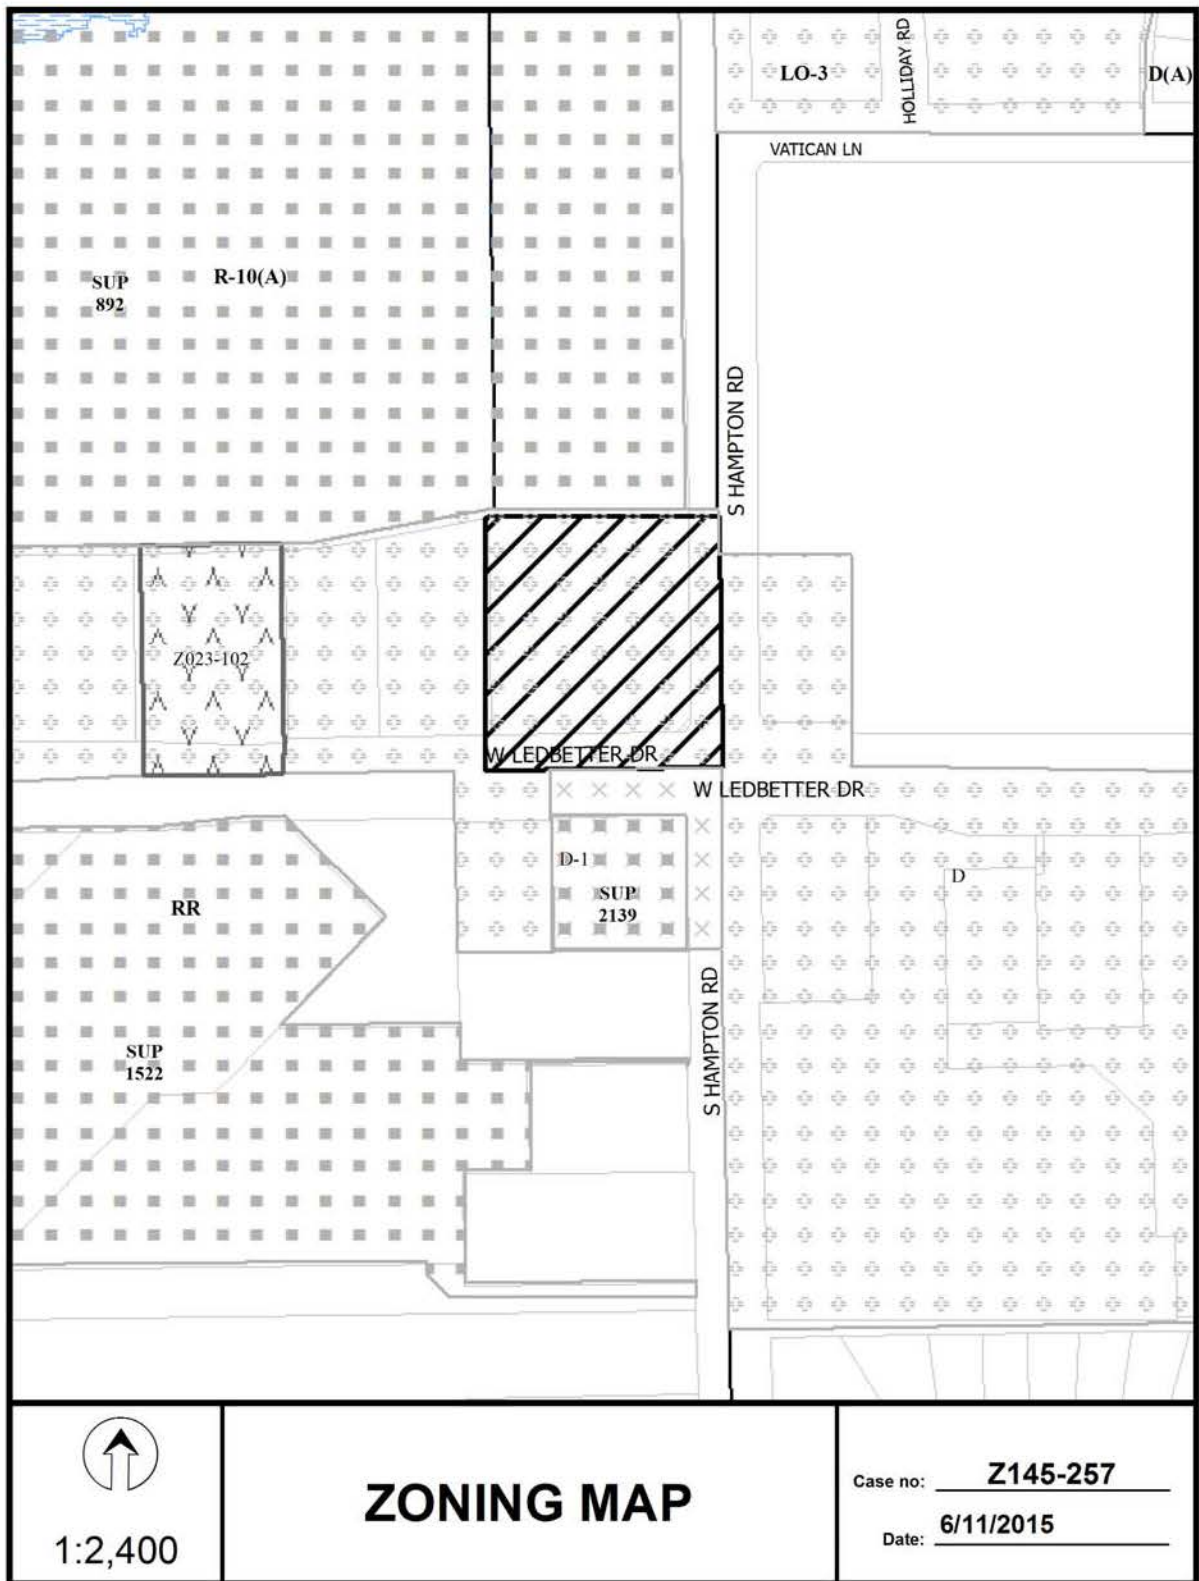 LO-3
HOLLIDAY RD
D(A)
VATICAN LN
SUP
892
R-10(A)
S HAMPTON RD
Z023-102
W LEDBETTER DR
W LEDBETTER DR
D-1
SUP
2139
D
RR
S HAMPTON RD
SUP
1522
1:2,400
ZONING MAP
Case no: Z145-257
Date: 6/11/2015